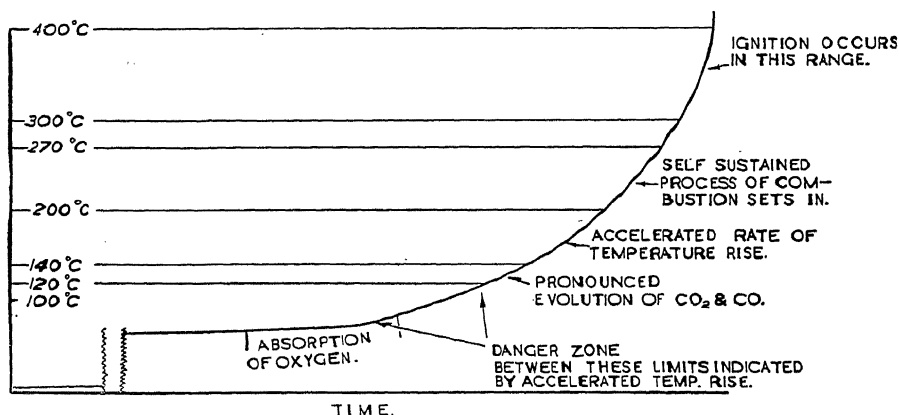 400°C
IGNITION OCCURS
IN THIS RANGE.
300°C
270°C
SELF SUSTAINED
PROCESS OF COM-
BUSTION SETS IN.
200°C
ACCELERATED RATE OF
TEMPERATURE RISE.
140°C
120°C
100°C
PRONOUNCED
EVOLUTION OF CO₂ & CO.
ABSORPTION
OF OXYGEN.
DANGER ZONE
BETWEEN THESE LIMITS INDICATED
BY ACCELERATED TEMP. RISE.
TIME.